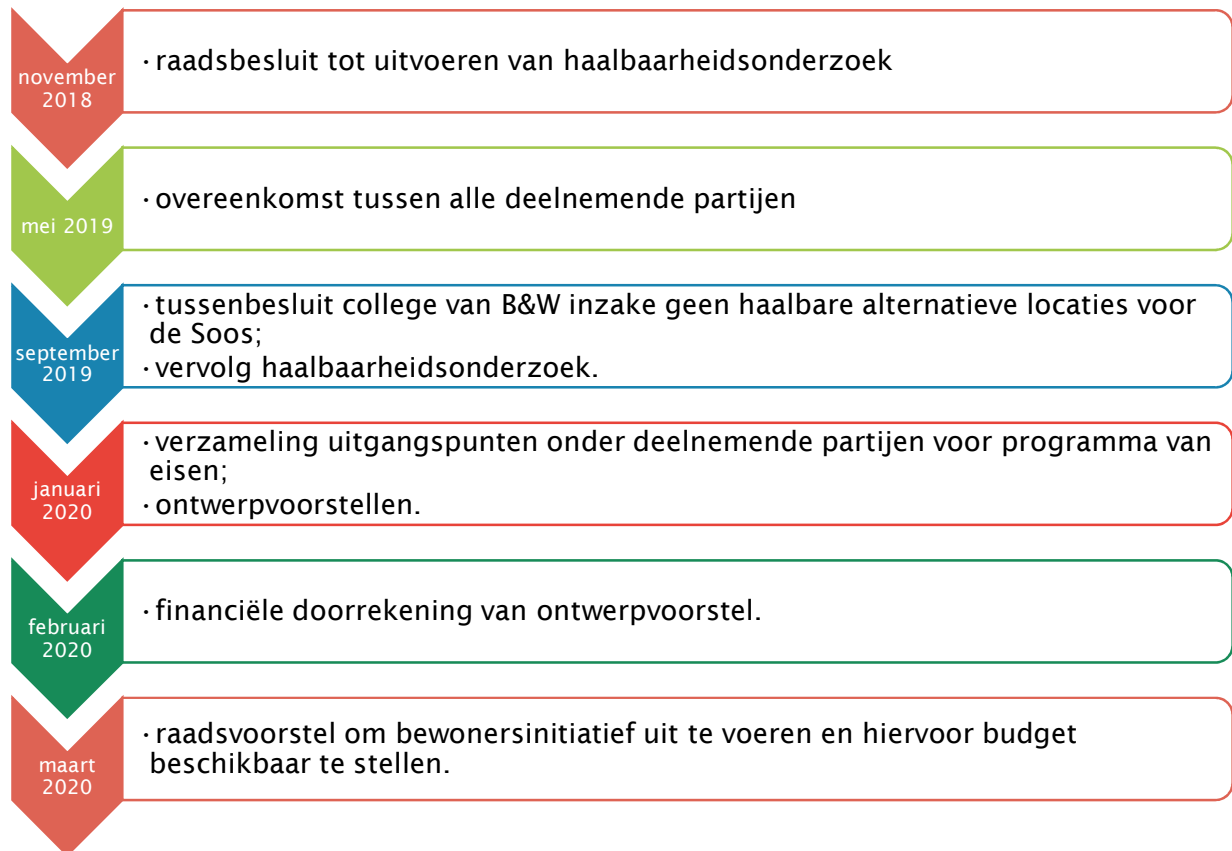 november
2018
· raadsbesluit tot uitvoeren van haalbaarheidsonderzoek
mei 2019
· overeenkomst tussen alle deelnemende partijen
september
2019
· tussenbesluit college van B&W inzake geen haalbare alternatieve locaties voor
de Soos;
· vervolg haalbaarheidsonderzoek.
januari
2020
· verzameling uitgangspunten onder deelnemende partijen voor programma van
eisen;
· ontwerpvoorstellen.
februari
2020
· financiële doorrekening van ontwerpvoorstel.
maart
2020
· raadsvoorstel om bewonersinitiatief uit te voeren en hiervoor budget
beschikbaar te stellen.